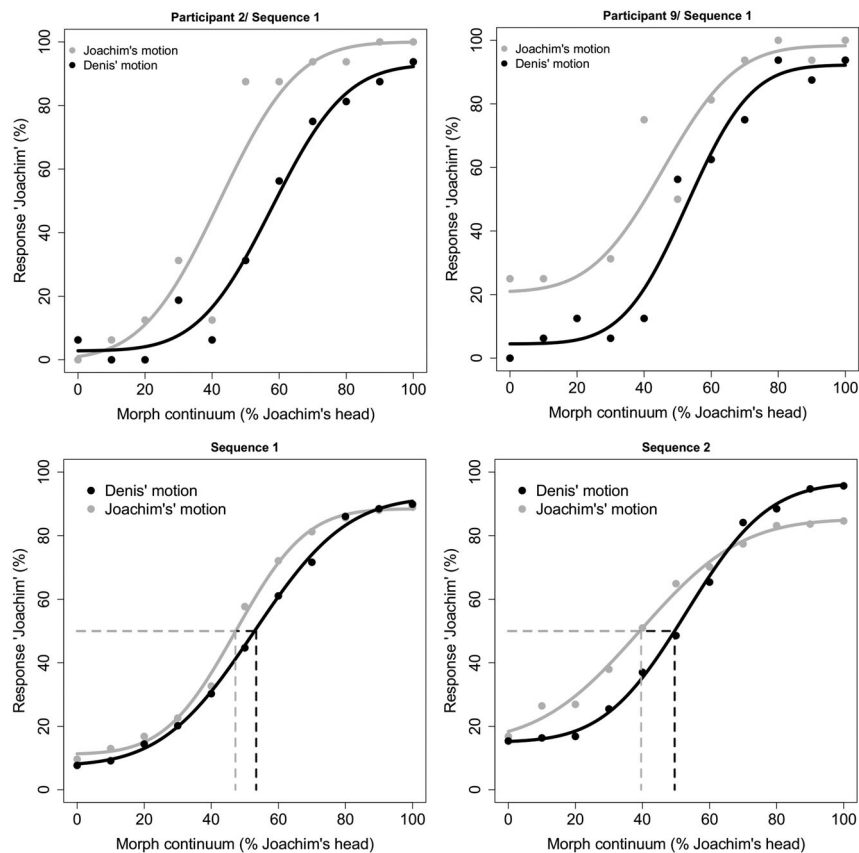 Participant 2/ Sequence 1
Joachim's motion
Denis' motion
Response 'Joachim' (%)
100
80
60
40
20
0
0 20 40 60 80 100
Morph continuum (% Joachim's head)
Participant 9/ Sequence 1
Joachim's motion
Denis' motion
Response 'Joachim' (%)
100
80
60
40
20
0
0 20 40 60 80 100
Morph continuum (% Joachim's head)
Sequence 1
Denis' motion
Joachim's' motion
Response 'Joachim' (%)
100
80
60
40
20
0
0 20 40 60 80 100
Morph continuum (% Joachim's head)
Sequence 2
Denis' motion
Joachim's' motion
Response 'Joachim' (%)
100
80
60
40
20
0
0 20 40 60 80 100
Morph continuum (% Joachim's head)